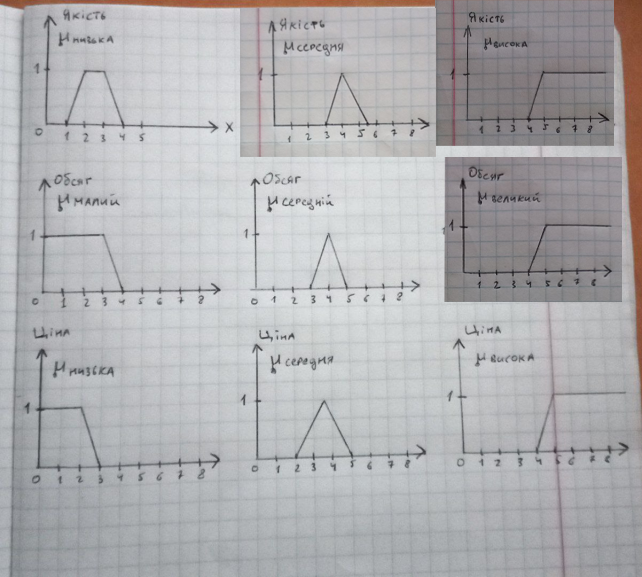 Якість
μ низька
1
0 1 2 3 4 5 X
Якість
μ середня
1
1 2 3 4 5 6 7 8
Якість
μ висока
1
1 2 3 4 5 6 7 8
Обсяг
μ малий
1
0 1 2 3 4 5 6 7 8
Обсяг
μ середній
1
0 1 2 3 4 5 6 7 8
Обсяг
μ великий
1
1 2 3 4 5 6 7 8
Ціна
μ низька
1
0 1 2 3 4 5 6 7 8
Ціна
μ середня
1
0 1 2 3 4 5 6 7 8
Ціна
μ висока
1
0 1 2 3 4 5 6 7 8